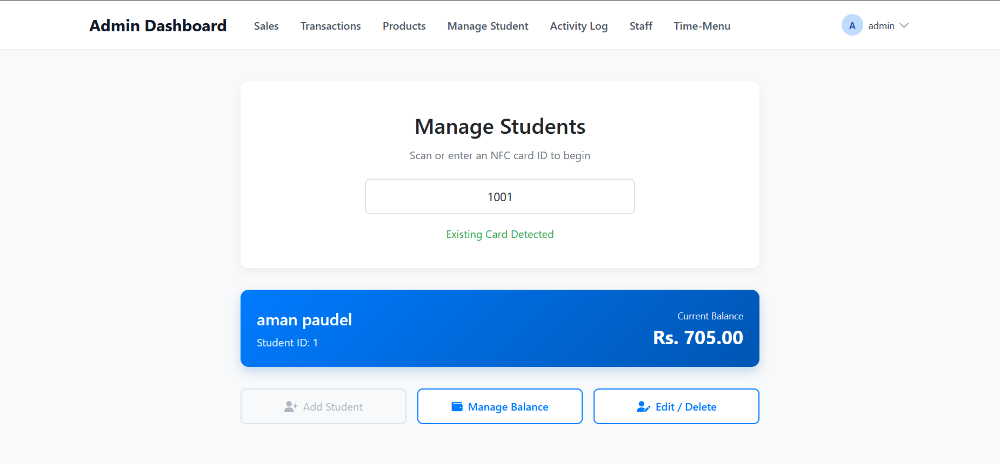 Admin Dashboard Sales Transactions Products Manage Student Activity Log Staff Time-Menu A admin
Manage Students
Scan or enter an NFC card ID to begin
1001
Existing Card Detected
aman paudel
Student ID: 1
Current Balance
Rs. 705.00
Add Student Manage Balance Edit / Delete